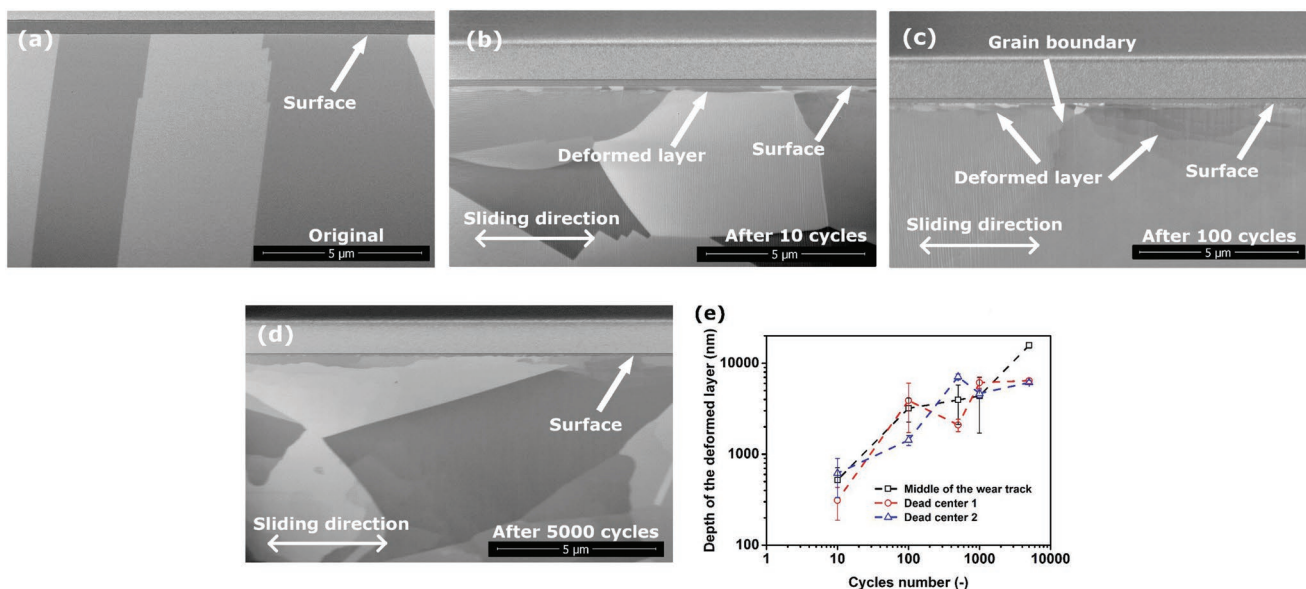 (a)
Surface
Original
5 µm
(b)
Deformed layer
Surface
Sliding direction
After 10 cycles
5 µm
(c)
Grain boundary
Deformed layer
Surface
Sliding direction
After 100 cycles
5 µm
(d)
Surface
Sliding direction
After 5000 cycles
5 µm
(e)
Depth of the deformed layer (nm)
10000
1000
100
Middle of the wear track
Dead center 1
Dead center 2
1 10 100 1000 10000
Cycles number (-)